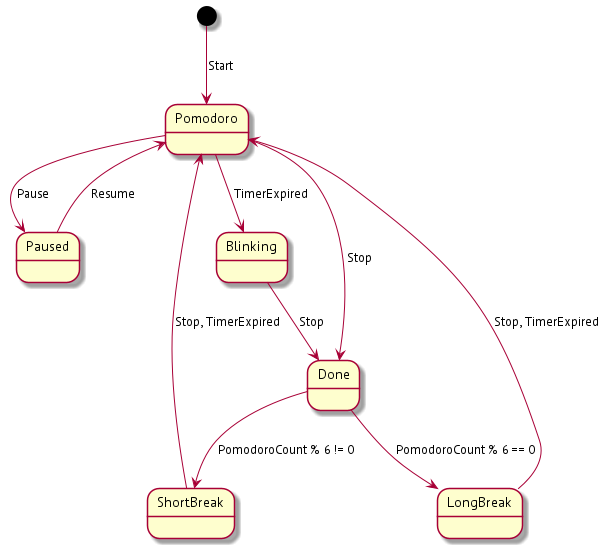 Start
Pomodoro
Pause
Resume
TimerExpired
Paused
Blinking
Stop
Stop, TimerExpired
Stop
Stop, TimerExpired
Done
PomodoroCount % 6 != 0
PomodoroCount % 6 == 0
ShortBreak
LongBreak